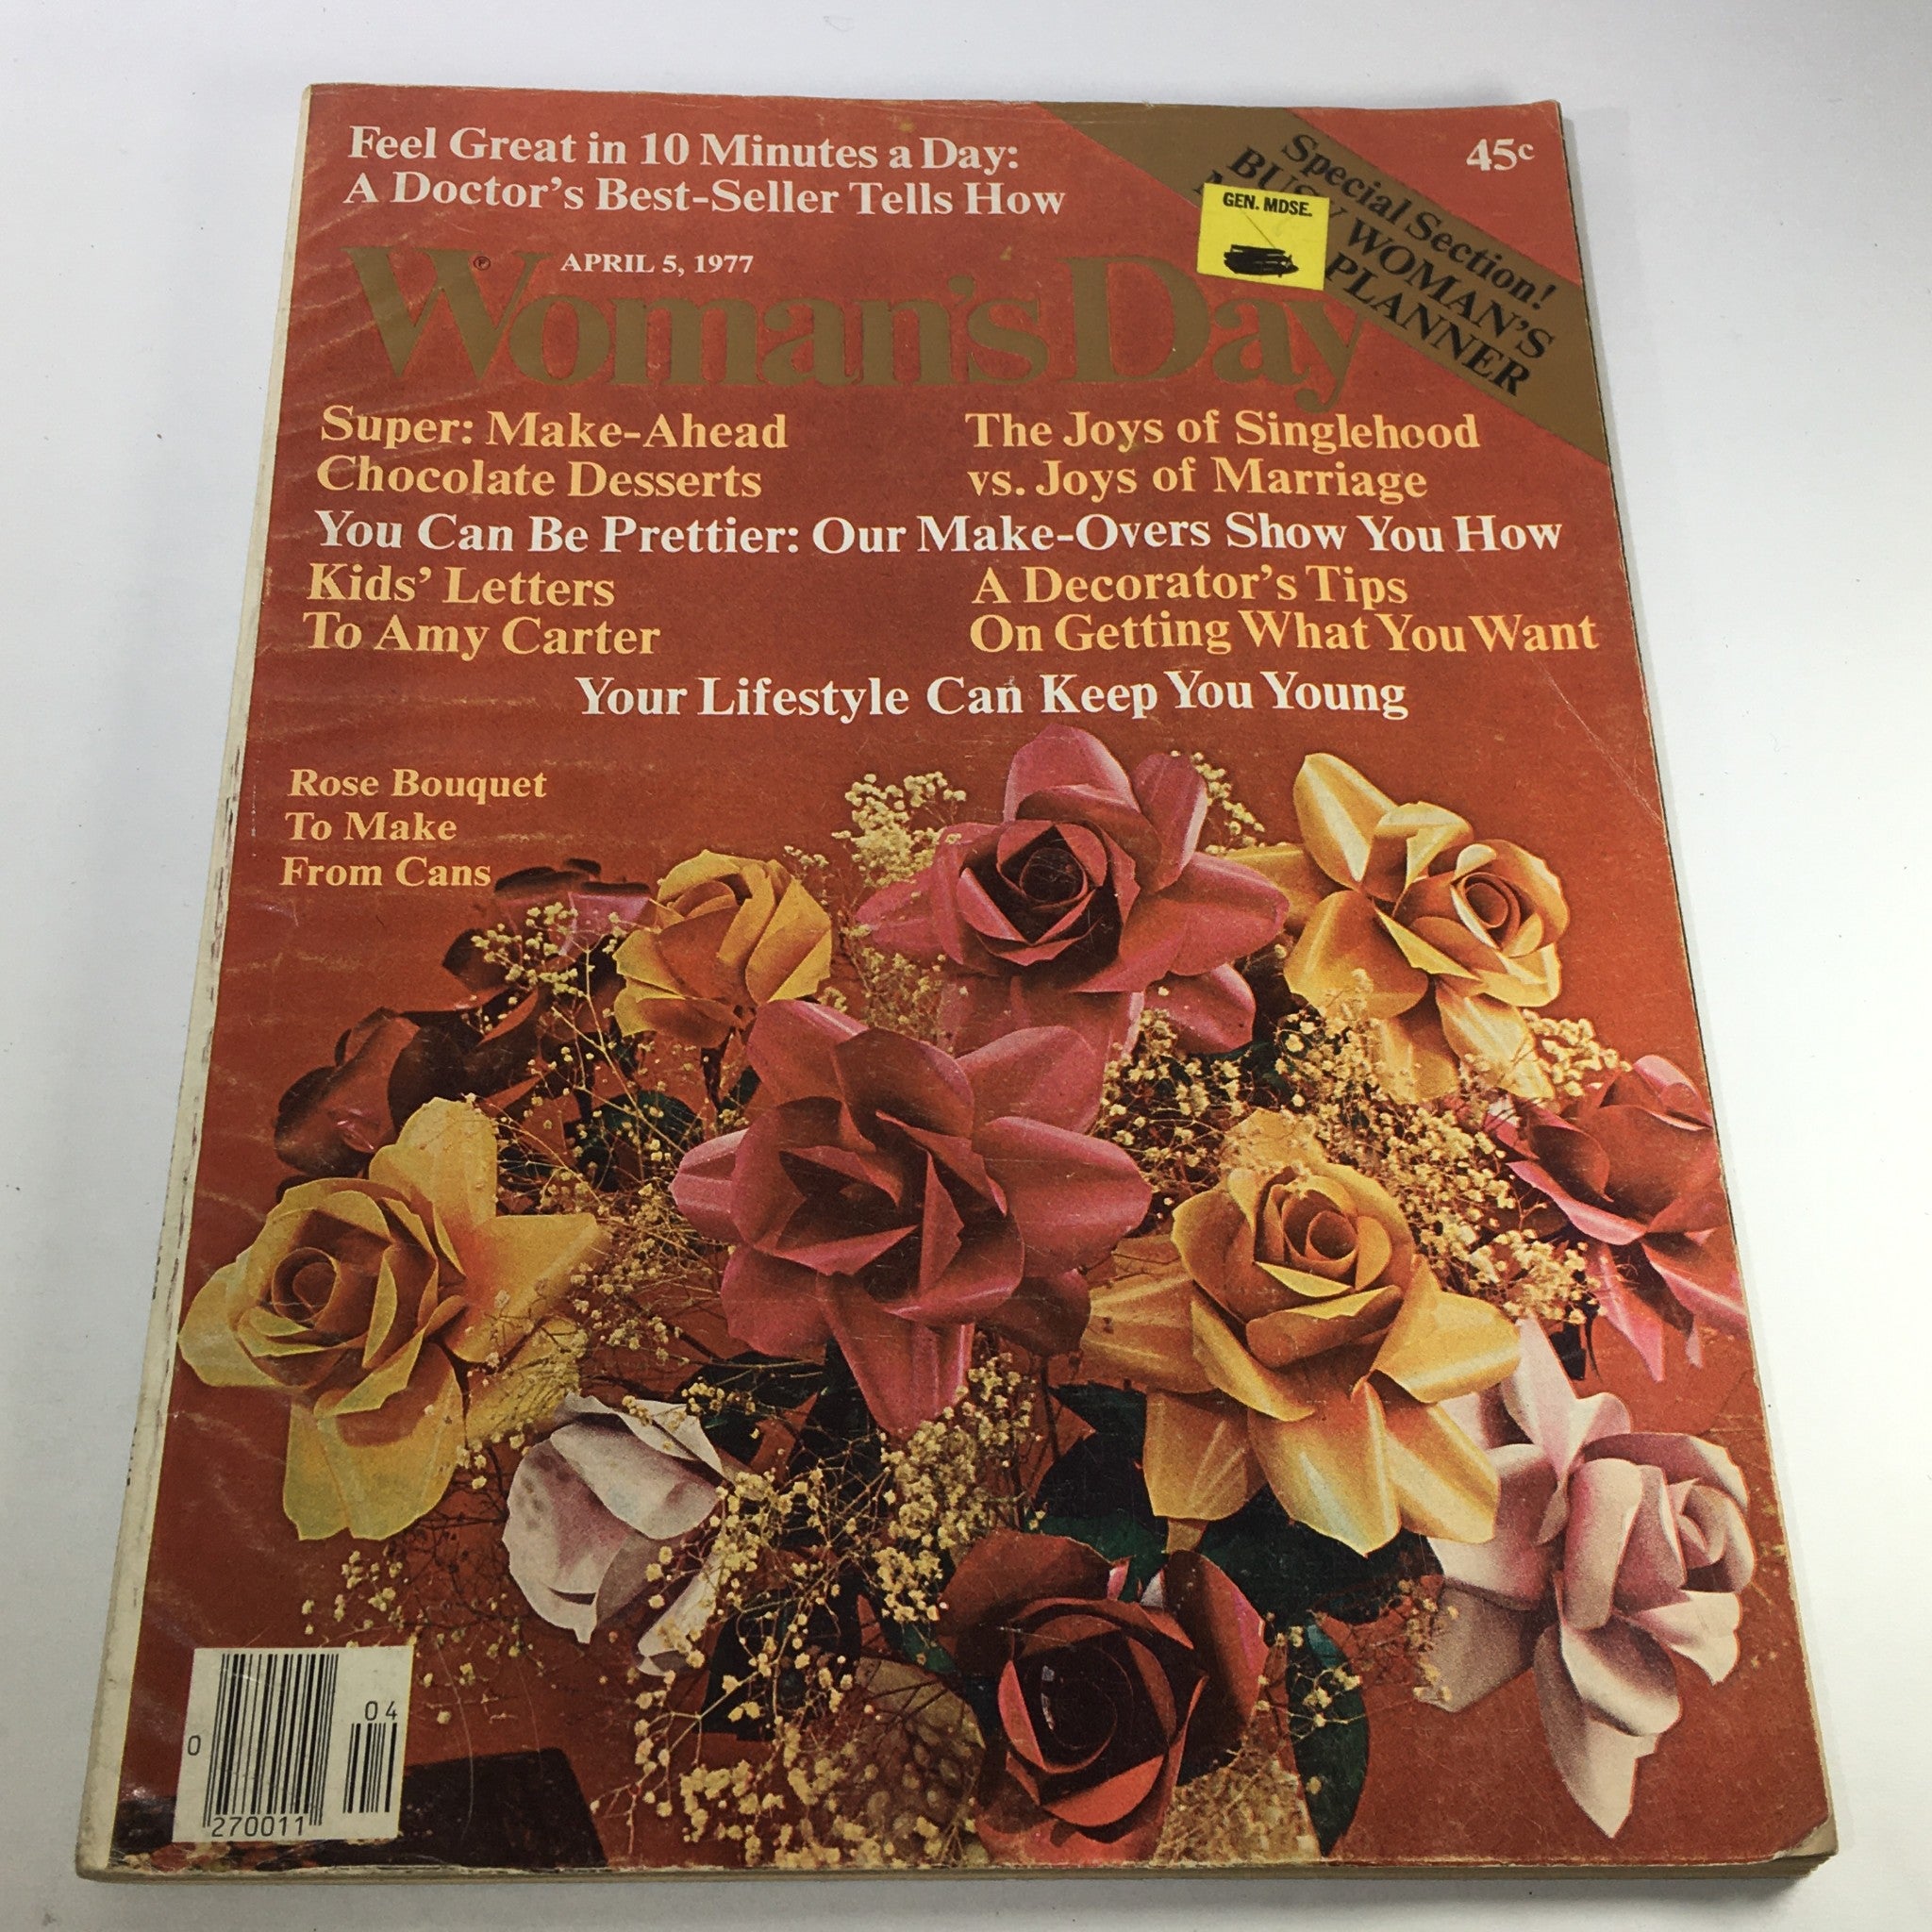 Feel Great in 10 Minutes a Day:
A Doctor's Best-Seller Tells How
45c
Special Section!
WOMAN'S
PLANNER
GEN. MDSE.
APRIL 5, 1977
Woman's Day
Super: Make-Ahead
Chocolate Desserts
The Joys of Singlehood
vs. Joys of Marriage
You Can Be Prettier: Our Make-Overs Show You How
Kids' Letters
To Amy Carter
A Decorator's Tips
On Getting What You Want
Your Lifestyle Can Keep You Young
Rose Bouquet
To Make
From Cans
04
0
270011